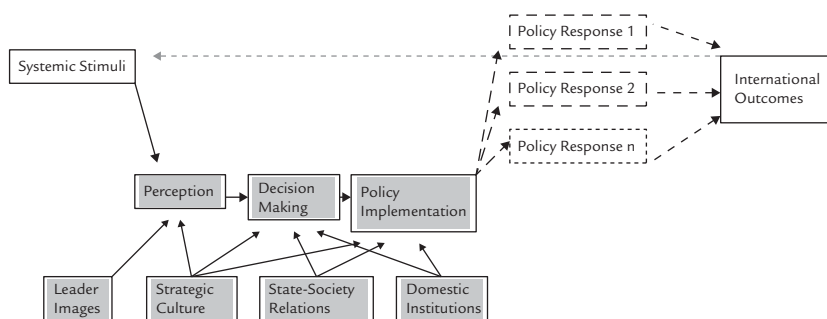 Policy Response 1
Systemic Stimuli
Policy Response 2
International
Outcomes
Policy Response n
Perception
Decision
Making
Policy
Implementation
Leader
Images
Strategic
Culture
State-Society
Relations
Domestic
Institutions